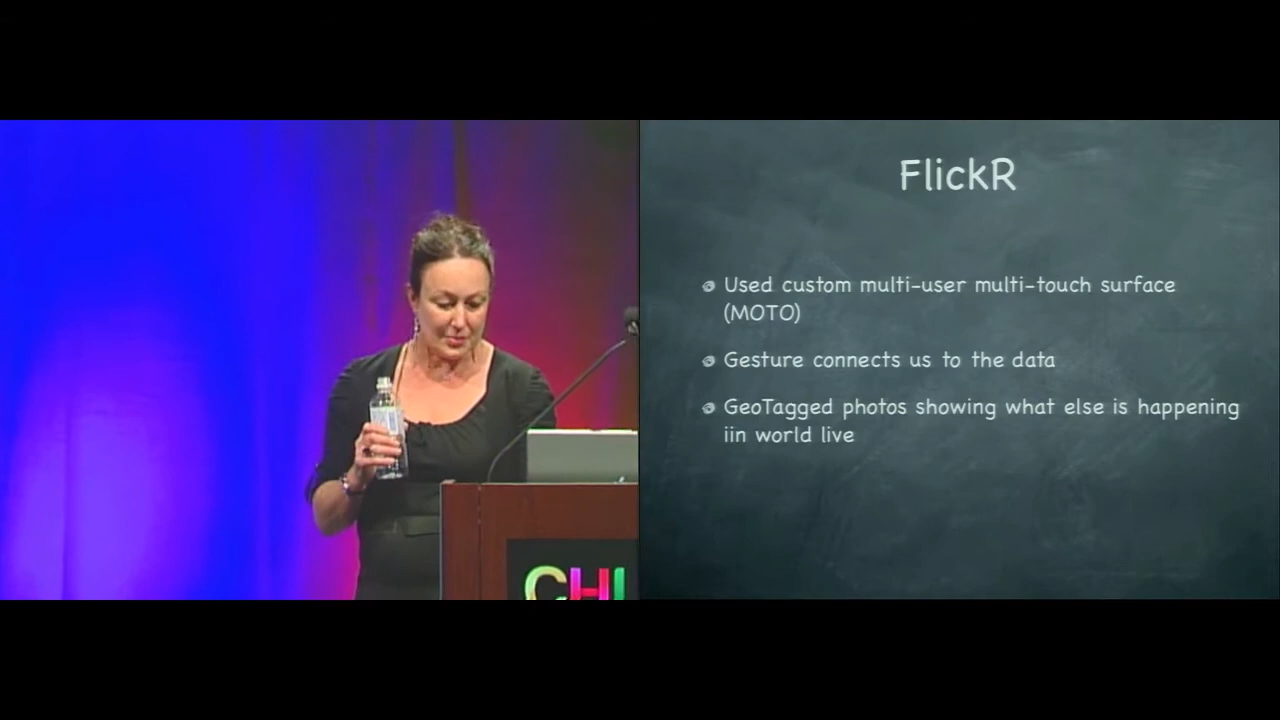 FlickR
Used custom multi-user multi-touch surface
(MOTO)
Gesture connects us to the data
GeoTagged photos showing what else is happening
iin world live
CHI